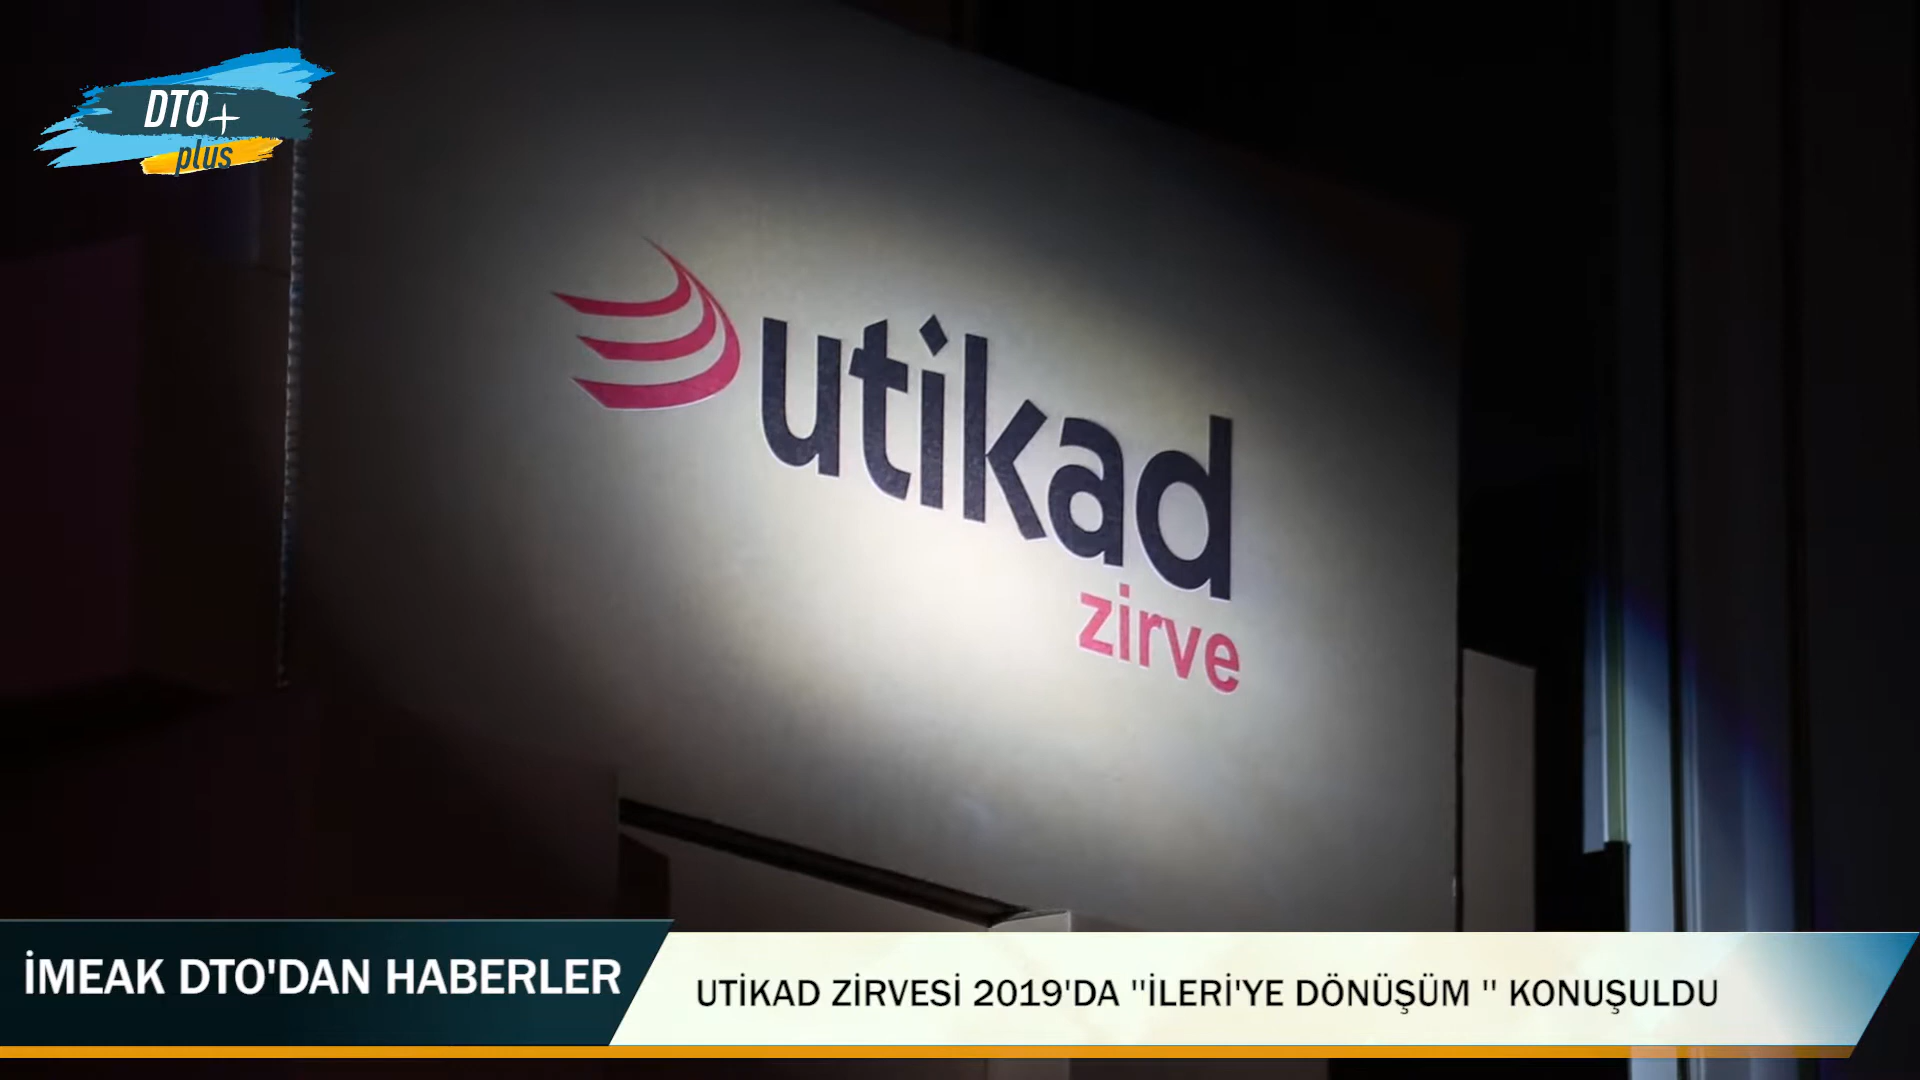 DTO+
plus
utikad
zirve
İMEAK DTO'DAN HABERLER
UTİKAD ZİRVESİ 2019'DA ''İLERİ'YE DÖNÜŞÜM '' KONUŞULDU